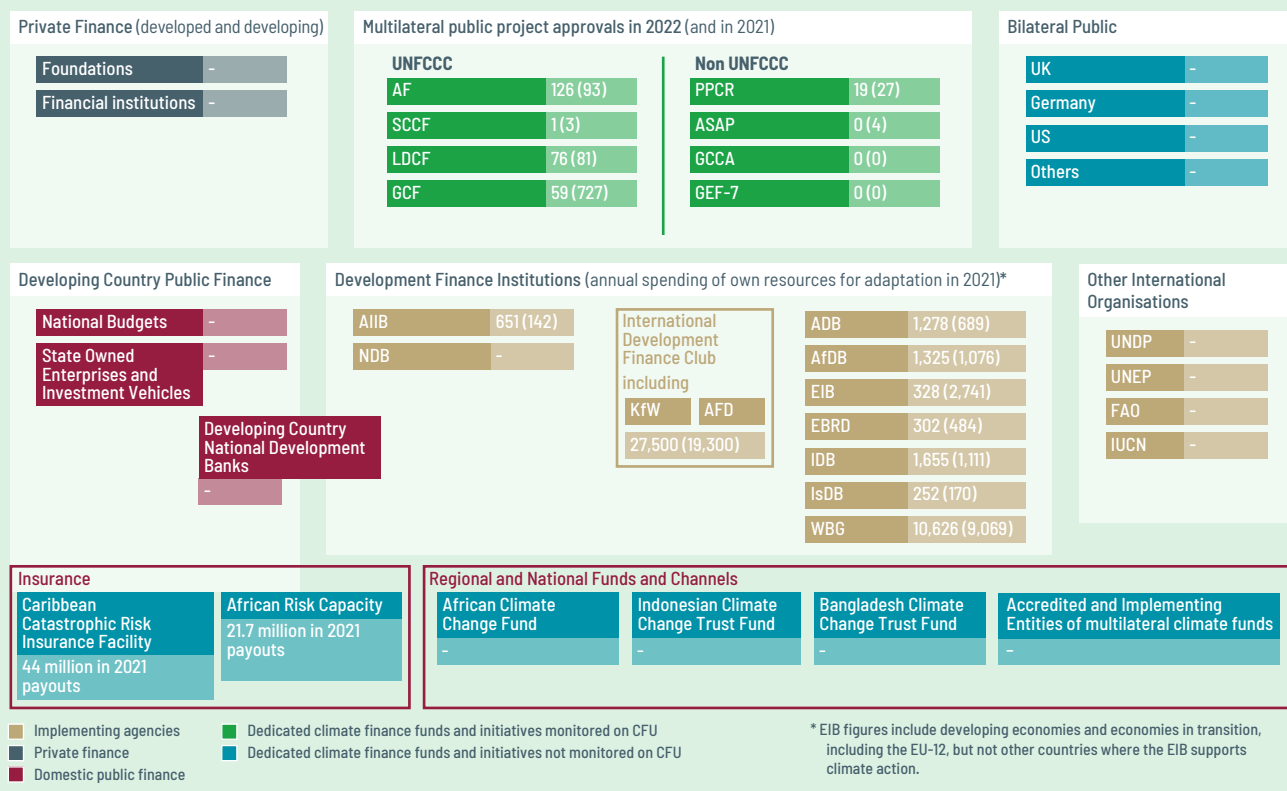 Private Finance (developed and developing)
Foundations -
Financial institutions -
Multilateral public project approvals in 2022 (and in 2021)
UNFCCC
AF 126 (93)
SCCF 1 (3)
LDCF 76 (81)
GCF 59 (727)
Non UNFCCC
PPCR 19 (27)
ASAP 0 (4)
GCCA 0 (0)
GEF-7 0 (0)
Bilateral Public
UK -
Germany -
US -
Others -
Developing Country Public Finance
National Budgets -
State Owned -
Enterprises and
Investment Vehicles
Developing Country
National Development
Banks
-
Development Finance Institutions (annual spending of own resources for adaptation in 2021)*
AIIB 651 (142)
NDB -
International
Development
Finance Club
including
KfW AFD
27,500 (19,300)
ADB 1,278 (689)
AfDB 1,325 (1,076)
EIB 328 (2,741)
EBRD 302 (484)
IDB 1,655 (1,111)
IsDB 252 (170)
WBG 10,626 (9,069)
Other International
Organisations
UNDP -
UNEP -
FAO -
IUCN -
Insurance
Caribbean
Catastrophic Risk
Insurance Facility
44 million in 2021
payouts
African Risk Capacity
21.7 million in 2021
payouts
Regional and National Funds and Channels
African Climate
Change Fund
-
Indonesian Climate
Change Trust Fund
-
Bangladesh Climate
Change Trust Fund
-
Accredited and Implementing
Entities of multilateral climate funds
-
Implementing agencies
Private finance
Domestic public finance
Dedicated climate finance funds and initiatives monitored on CFU
Dedicated climate finance funds and initiatives not monitored on CFU
* EIB figures include developing economies and economies in transition,
including the EU-12, but not other countries where the EIB supports
climate action.